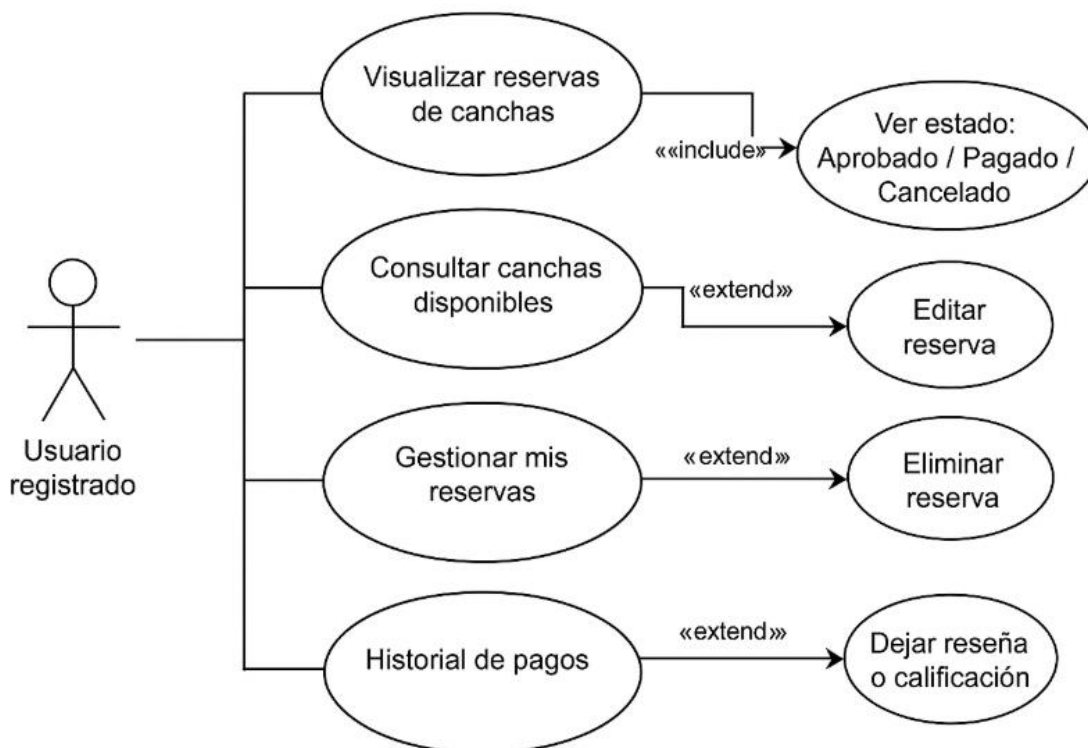 Visualizar reservas
de canchas
««include»
Ver estado:
Aprobado / Pagado /
Cancelado
Consultar canchas
disponibles
«extend»»
Editar
reserva
Usuario
registrado
Gestionar mis
reservas
«extend»»
Eliminar
reserva
Historial de pagos
«extend»»
Dejar reseña
o calificación